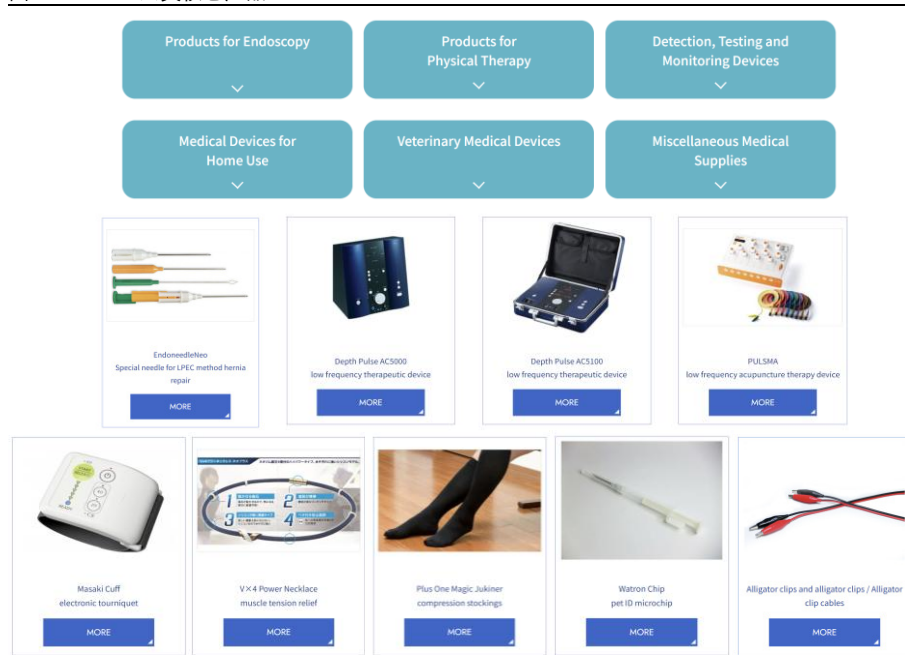 Products for Endoscopy
Products for
Physical Therapy
Detection, Testing and
Monitoring Devices
Medical Devices for
Home Use
Veterinary Medical Devices
Miscellaneous Medical
Supplies
EndoneedleNeo
Special needle for LPEC method hernia
repair
MORE
Depth Pulse AC5000
low frequency therapeutic device
MORE
Depth Pulse AC5100
low frequency therapeutic device
MORE
PULSMA
low frequency acupuncture therapy device
MORE
1
2
3
4
Masaki Cuff
electronic tourniquet
MORE
V×4 Power Necklace
muscle tension relief
MORE
Plus One Magic Jukiner
compression stockings
MORE
Watron Chip
pet ID microchip
MORE
Alligator clips and alligator clips / Alligator
clip cables
MORE